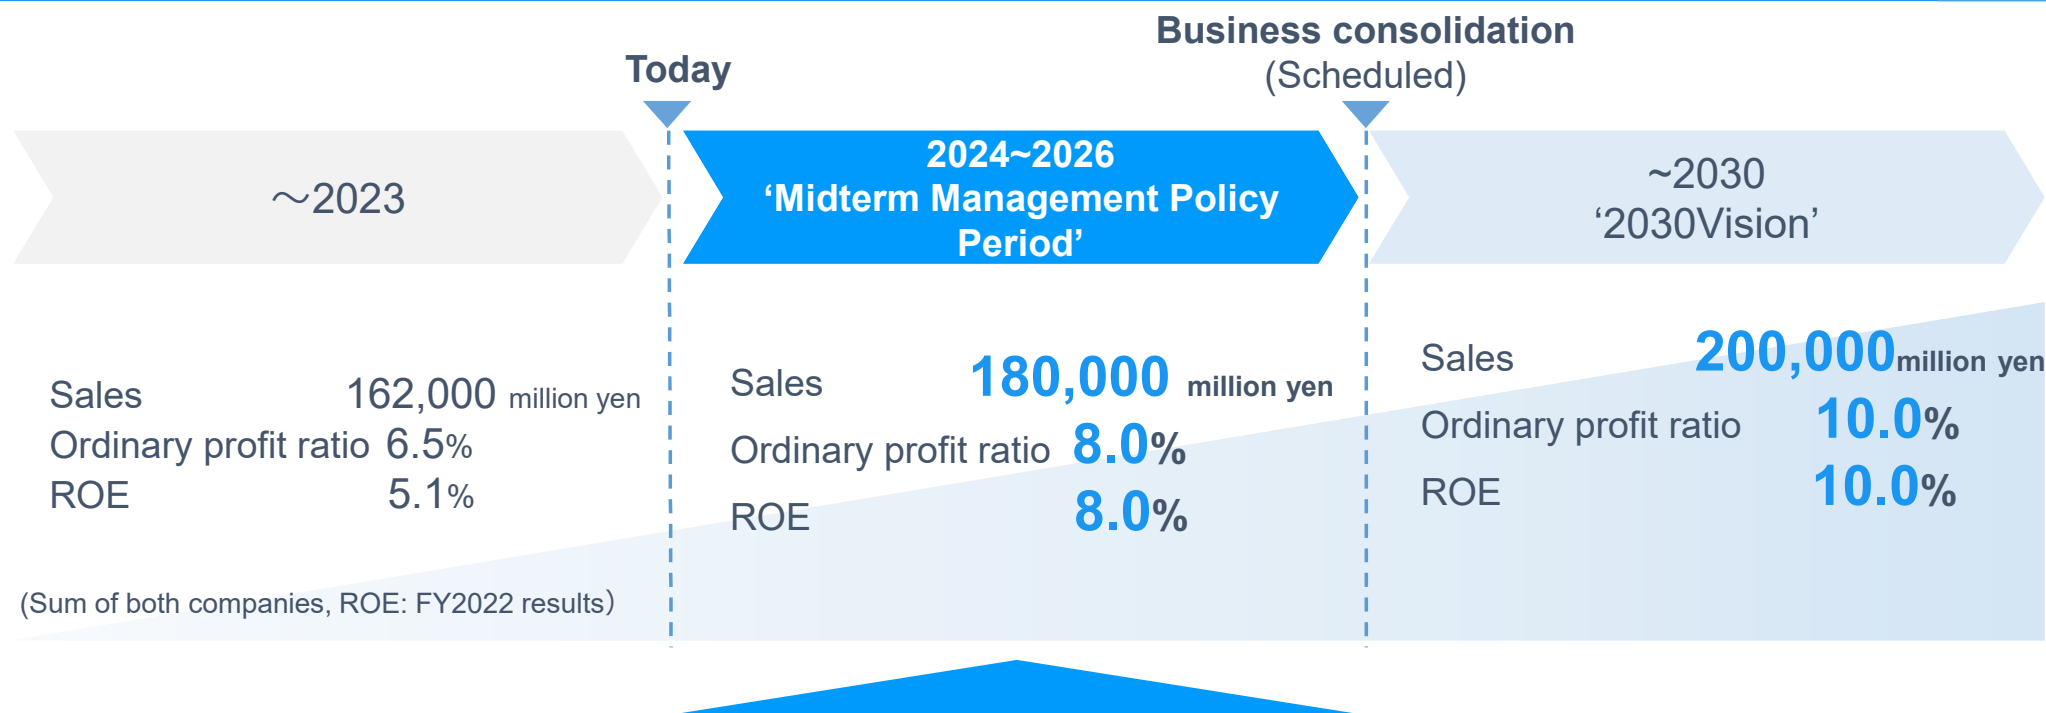 Today
Business consolidation
(Scheduled)
～2023
2024~2026
‘Midterm Management Policy
Period’
~2030
‘2030Vision’
Sales 162,000 million yen
Ordinary profit ratio 6.5%
ROE 5.1%
(Sum of both companies, ROE: FY2022 results）
Sales 180,000 million yen
Ordinary profit ratio 8.0%
ROE 8.0%
Sales 200,000million yen
Ordinary profit ratio 10.0%
ROE 10.0%